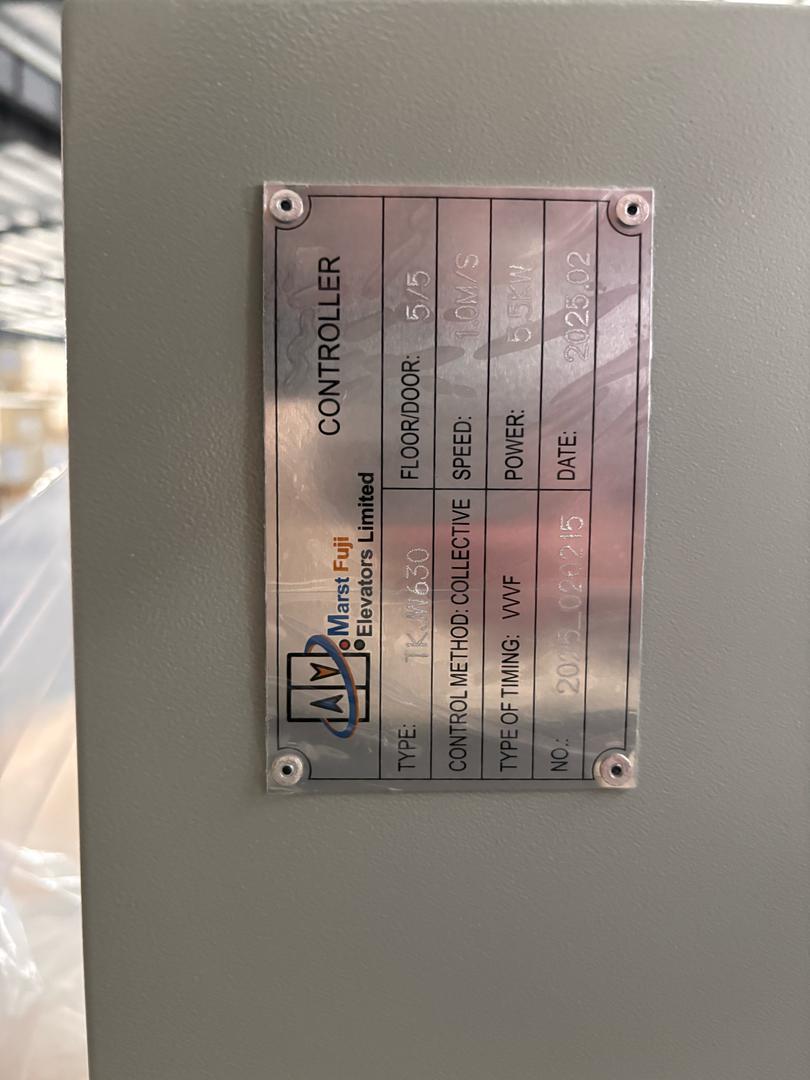 Marst Fuji
Elevators Limited
CONTROLLER
TYPE: TKJW630
FLOOR/DOOR: 5/5
CONTROL METHOD: COLLECTIVE
SPEED: 1.0M/S
TYPE OF TIMING: VVVF
POWER: 5.5KW
NO.: 2025_020215
DATE: 2025.02